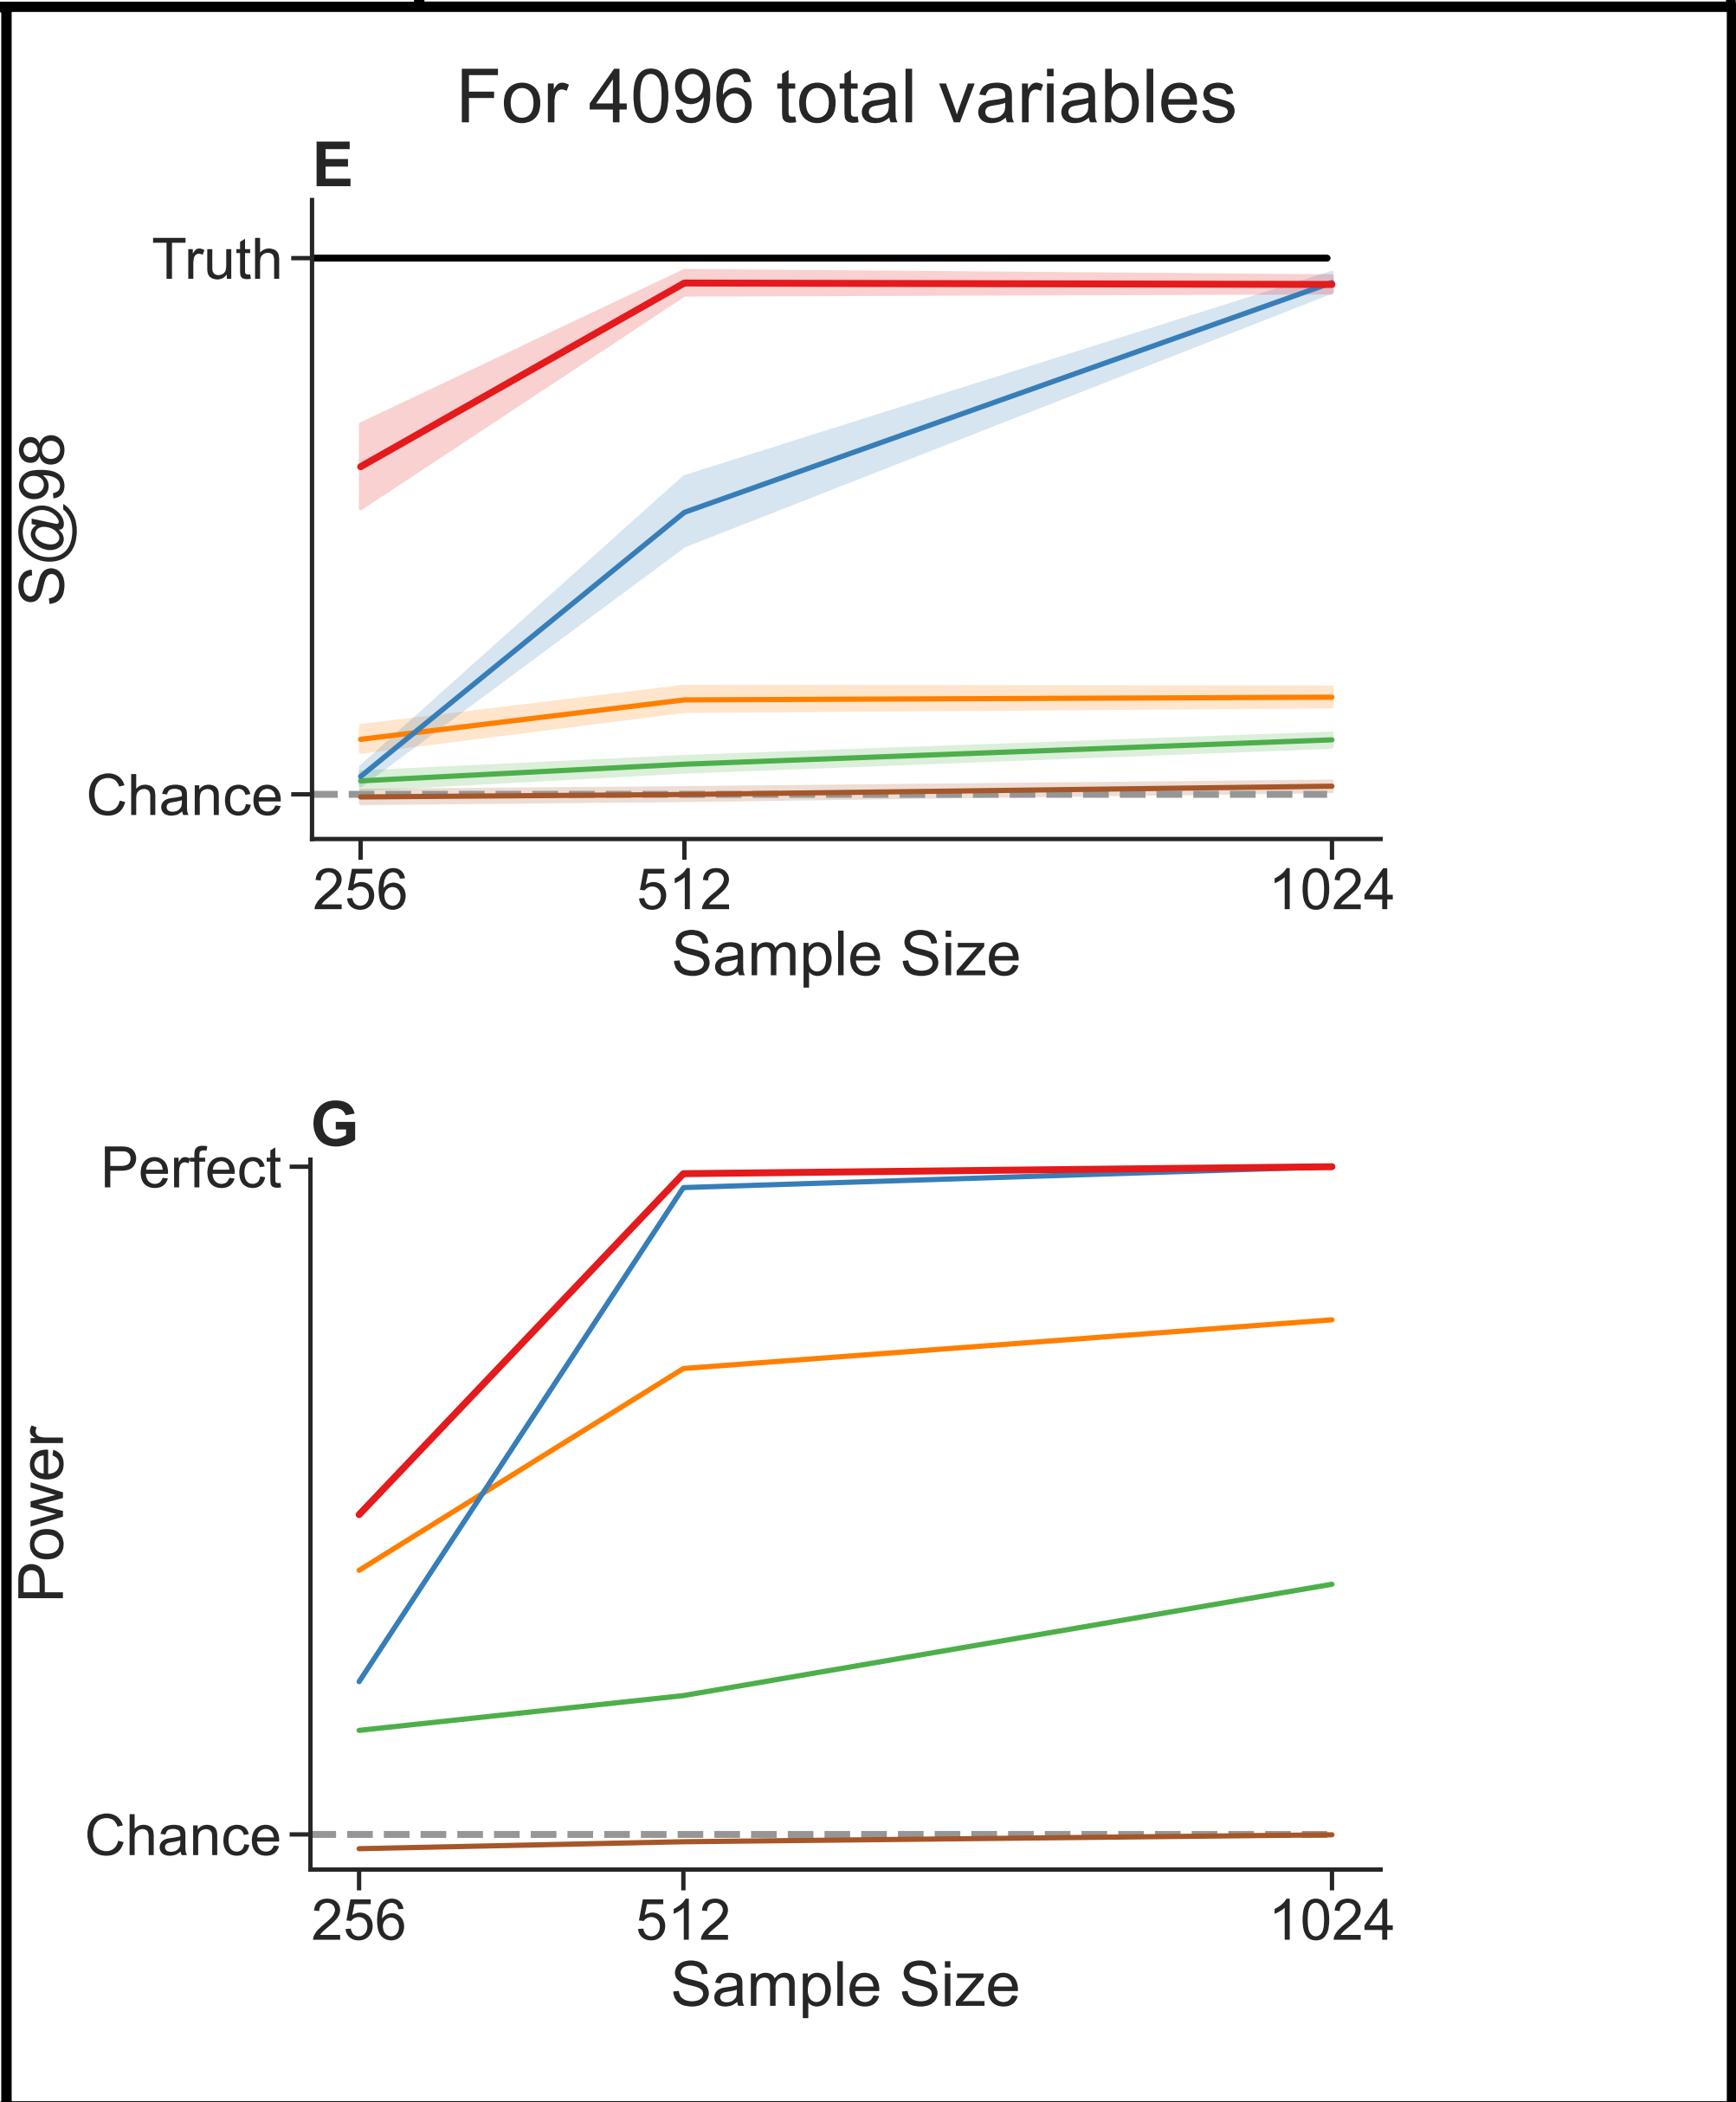 For 4096 total variables
E
Truth
S@98
Chance
256 512 1024
Sample Size
G
Perfect
Power
Chance
256 512 1024
Sample Size